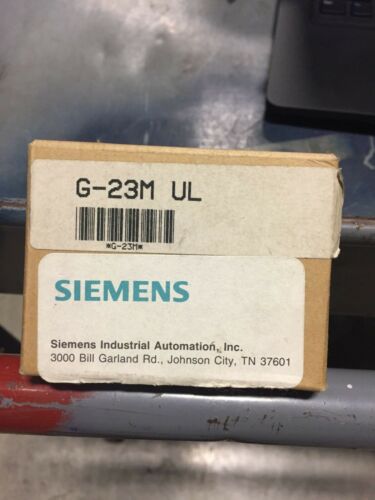 G-23M UL
*G-23M*
SIEMENS
Siemens Industrial Automation, Inc.
3000 Bill Garland Rd., Johnson City, TN 37601